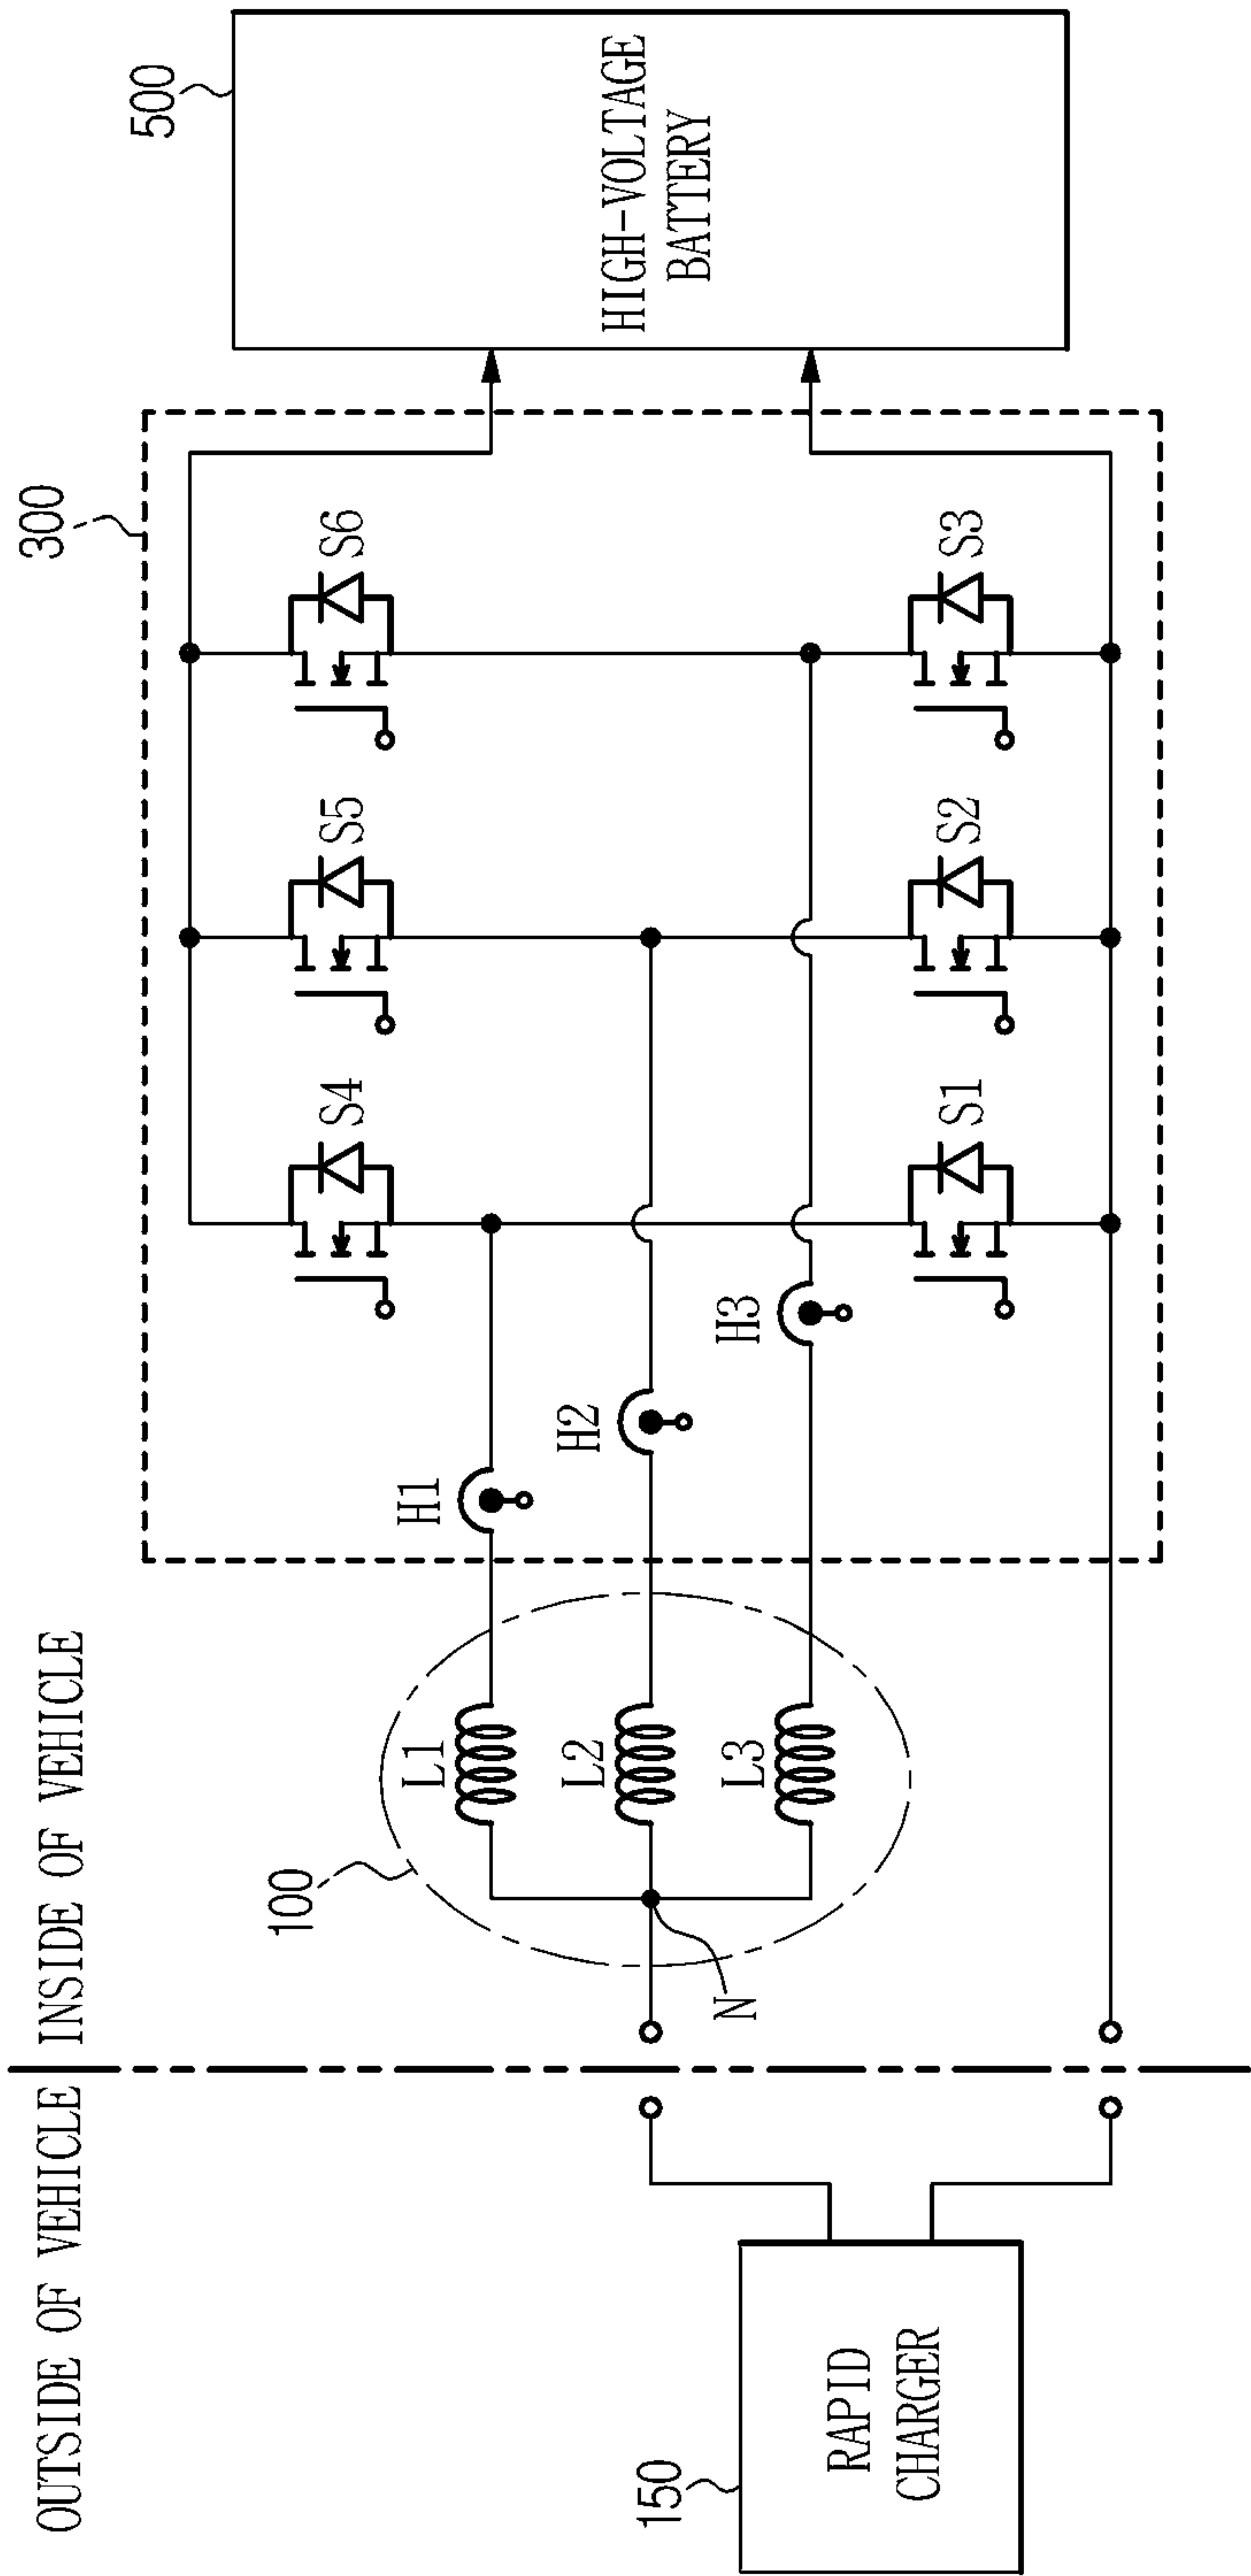 OUTSIDE OF VEHICLE
INSIDE OF VEHICLE
300
500
100
150
S4
S5
S6
H1
H2
H3
L1
L2
L3
N
S1
S2
S3
RAPID
CHARGER
HIGH-VOLTAGE
BATTERY